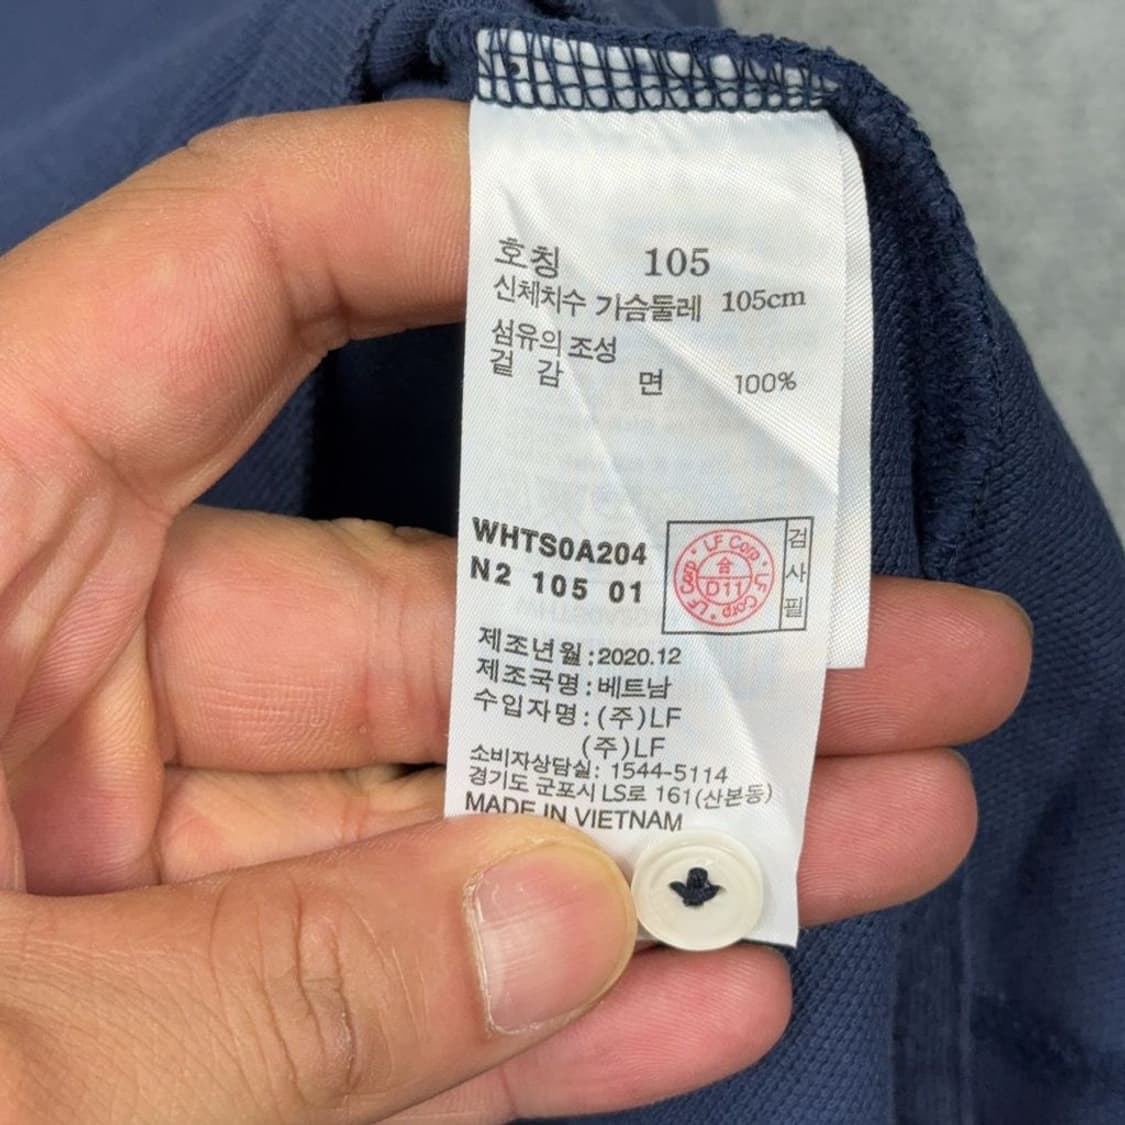 호칭 105
신체치수 가슴둘레 105cm
섬유의 조성
겉 감 면 100%
WHTS0A204
N2 105 01
LF Corp · LF Corp · LF Corp ·
合
D11
검사필
제조년월:2020.12
제조국명:베트남
수입자명:(주)LF
(주)LF
소비자상담실: 1544-5114
경기도 군포시 LS로 161(산본동)
MADE IN VIETNAM